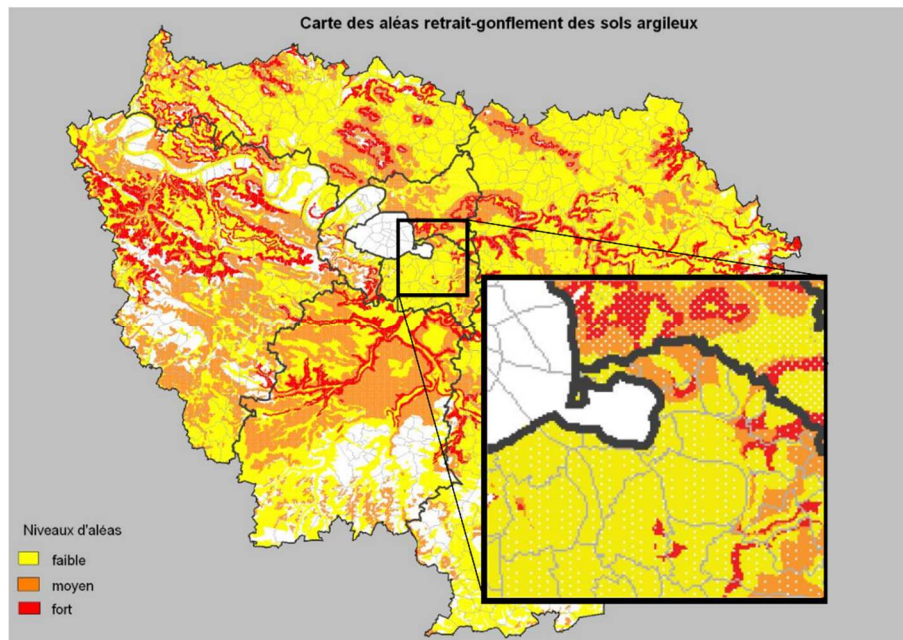 Carte des aléas retrait-gonflement des sols argileux
Niveaux d'aléas
faible
moyen
fort